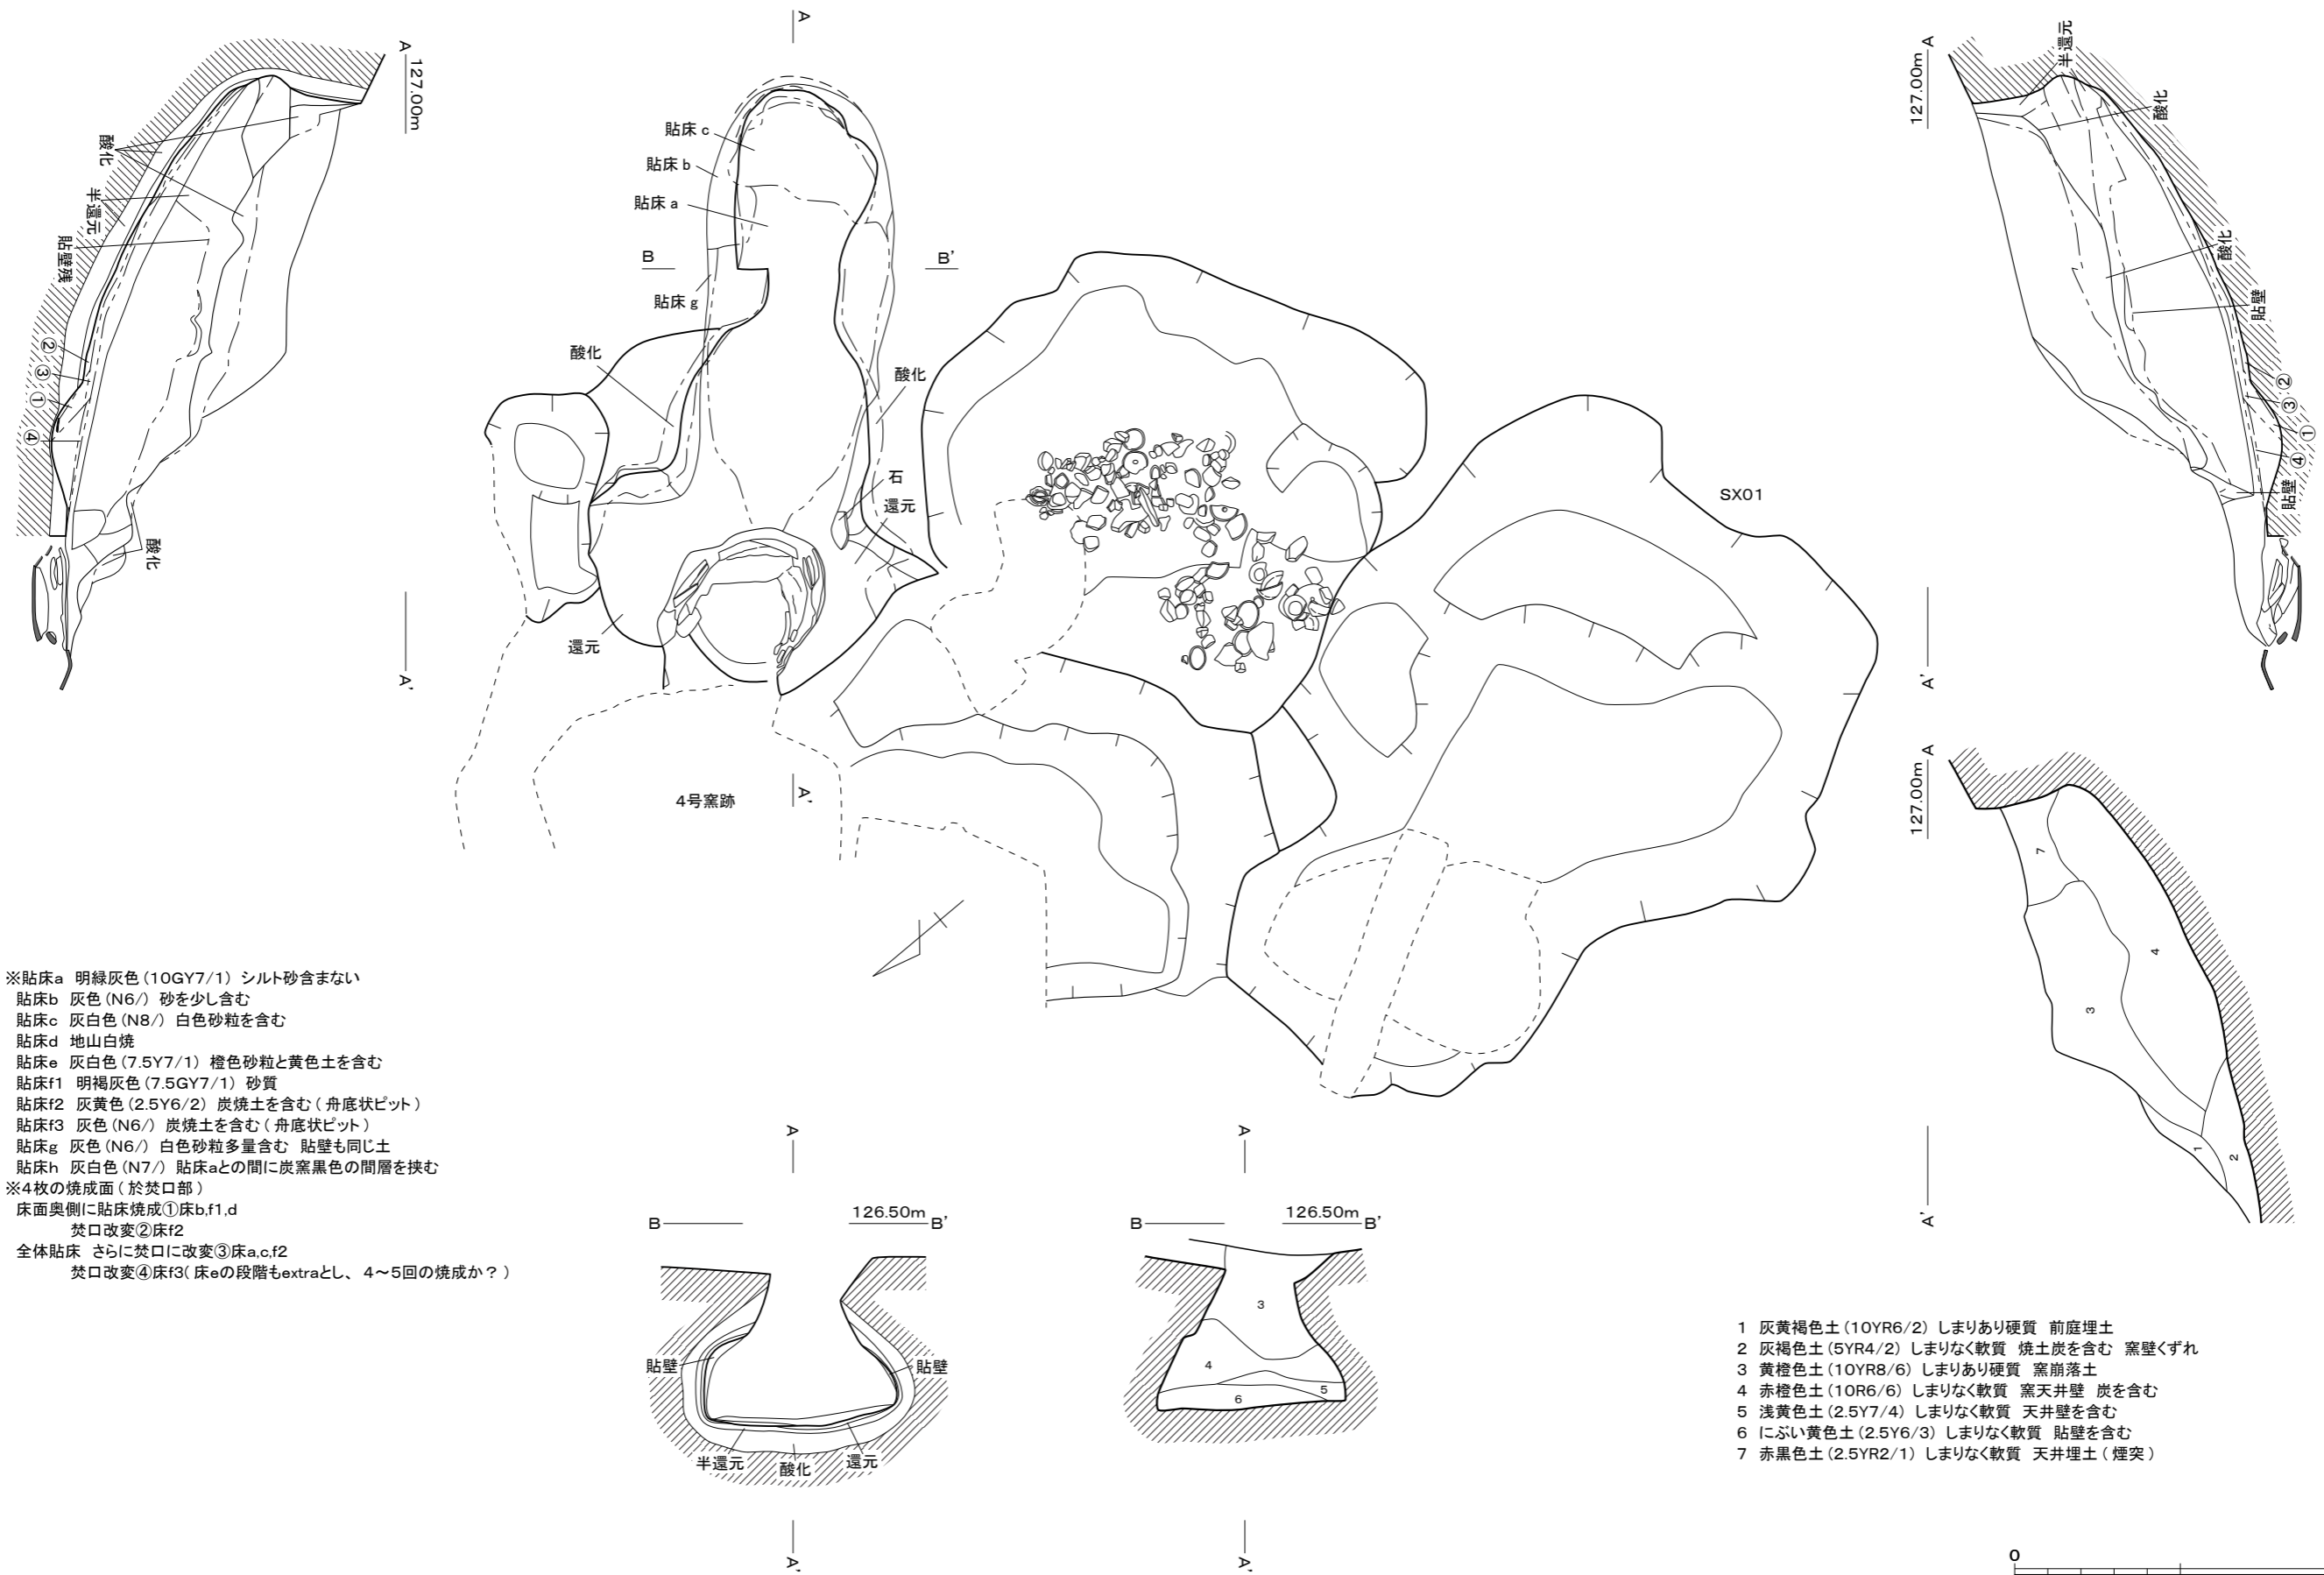 A
127.00m
酸化
半還元
貼壁残
②
③
①
④
酸化
A'
A
貼床 c
貼床 b
貼床 a
B
B'
貼床 g
酸化
酸化
石
還元
還元
SX01
4号窯跡
A'
127.00m A
半還元
酸化
酸化
貼壁
②
③
①
④
貼壁
A'
127.00m A
7
4
3
1
2
A'
※貼床a 明緑灰色(10GY7/1) シルト砂含まない
貼床b 灰色(N6/) 砂を少し含む
貼床c 灰白色(N8/) 白色砂粒を含む
貼床d 地山白焼
貼床e 灰白色(7.5Y7/1) 橙色砂粒と黄色土を含む
貼床f1 明褐灰色(7.5GY7/1) 砂質
貼床f2 灰黄色(2.5Y6/2) 炭焼土を含む(舟底状ピット)
貼床f3 灰色(N6/) 炭焼土を含む(舟底状ピット)
貼床g 灰色(N6/) 白色砂粒多量含む 貼壁も同じ土
貼床h 灰白色(N7/) 貼床aとの間に炭窯黒色の間層を挟む
※4枚の焼成面(於焚口部)
床面奥側に貼床焼成①床b,f1,d
焚口改変②床f2
全体貼床 さらに焚口に改変③床a,c,f2
焚口改変④床f3(床eの段階もextraとし、4～5回の焼成か?)
A
B
126.50m
B'
貼壁
貼壁
半還元
酸化
還元
A'
A
B
126.50m
B'
3
4
5
6
A'
1 灰黄褐色土(10YR6/2) しまりあり硬質 前庭埋土
2 灰褐色土(5YR4/2) しまりなく軟質 焼土炭を含む 窯壁くずれ
3 黄橙色土(10YR8/6) しまりあり硬質 窯崩落土
4 赤橙色土(10R6/6) しまりなく軟質 窯天井壁 炭を含む
5 浅黄色土(2.5Y7/4) しまりなく軟質 天井壁を含む
6 にぶい黄色土(2.5Y6/3) しまりなく軟質 貼壁を含む
7 赤黒色土(2.5YR2/1) しまりなく軟質 天井埋土(煙突)
0